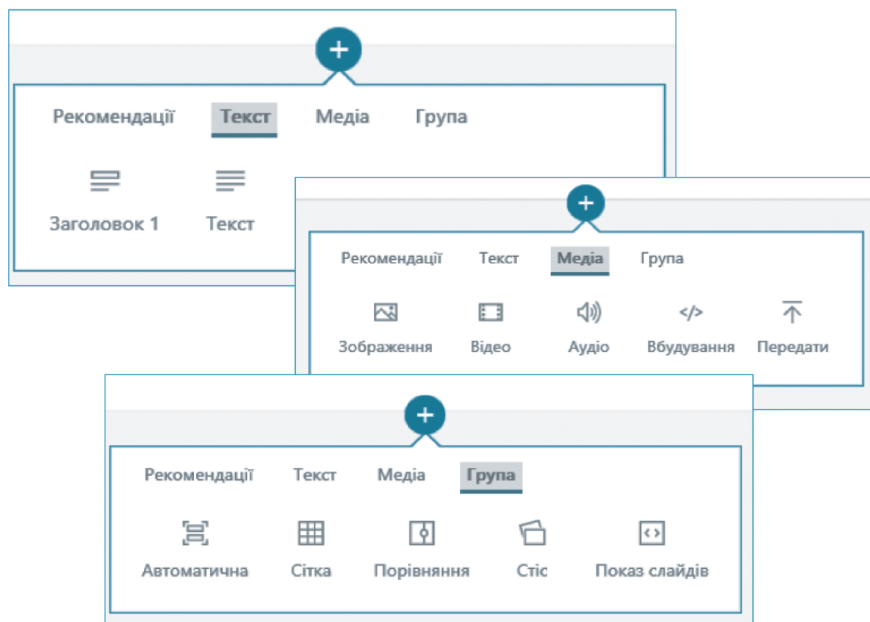 Рекомендації Текст Медіа Група
Заголовок 1 Текст
Рекомендації Текст Медіа Група
Зображення Відео Аудіо Вбудування Передати
Рекомендації Текст Медіа Група
Автоматична Сітка Порівняння Стіс Показ слайдів